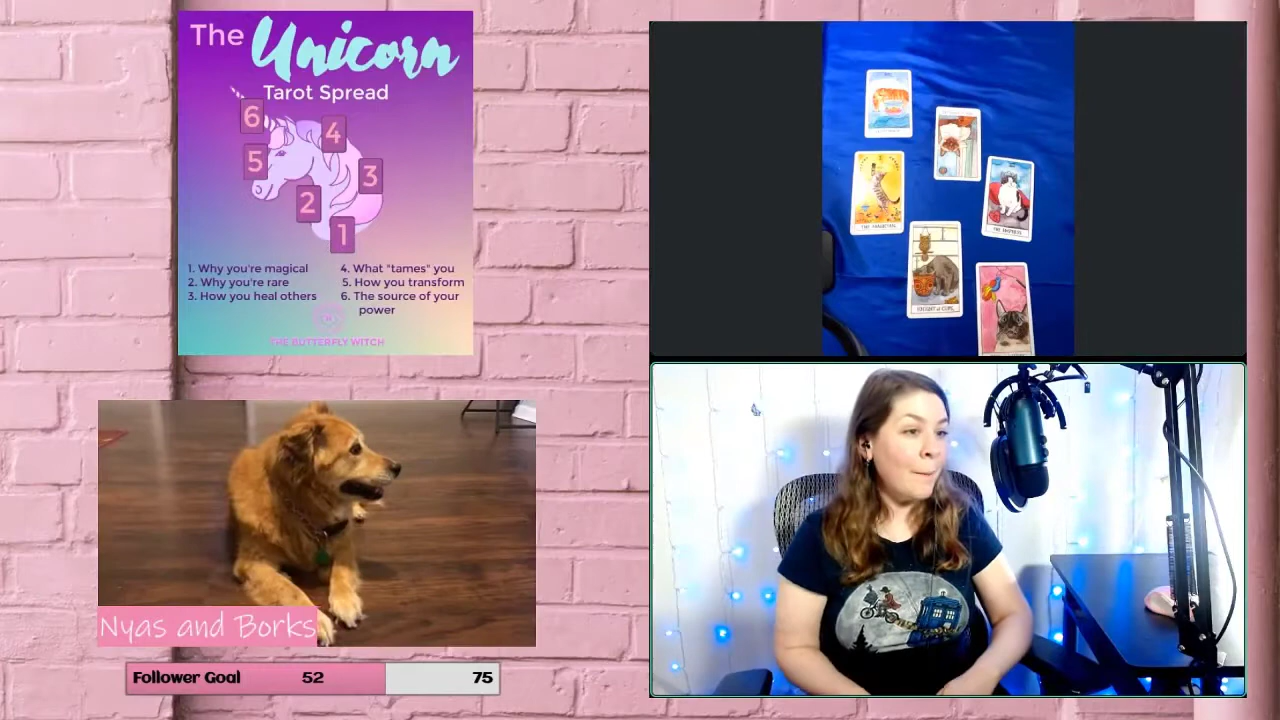 The Unicorn
Tarot Spread
6
4
5
3
2
1
1. Why you're magical
2. Why you're rare
3. How you heal others
4. What "tames" you
5. How you transform
6. The source of your
power
THE BUTTERFLY WITCH
THE MAGICIAN
THE EMPRESS
KNIGHT of CUPS
Nyas and Borks
Follower Goal 52 75